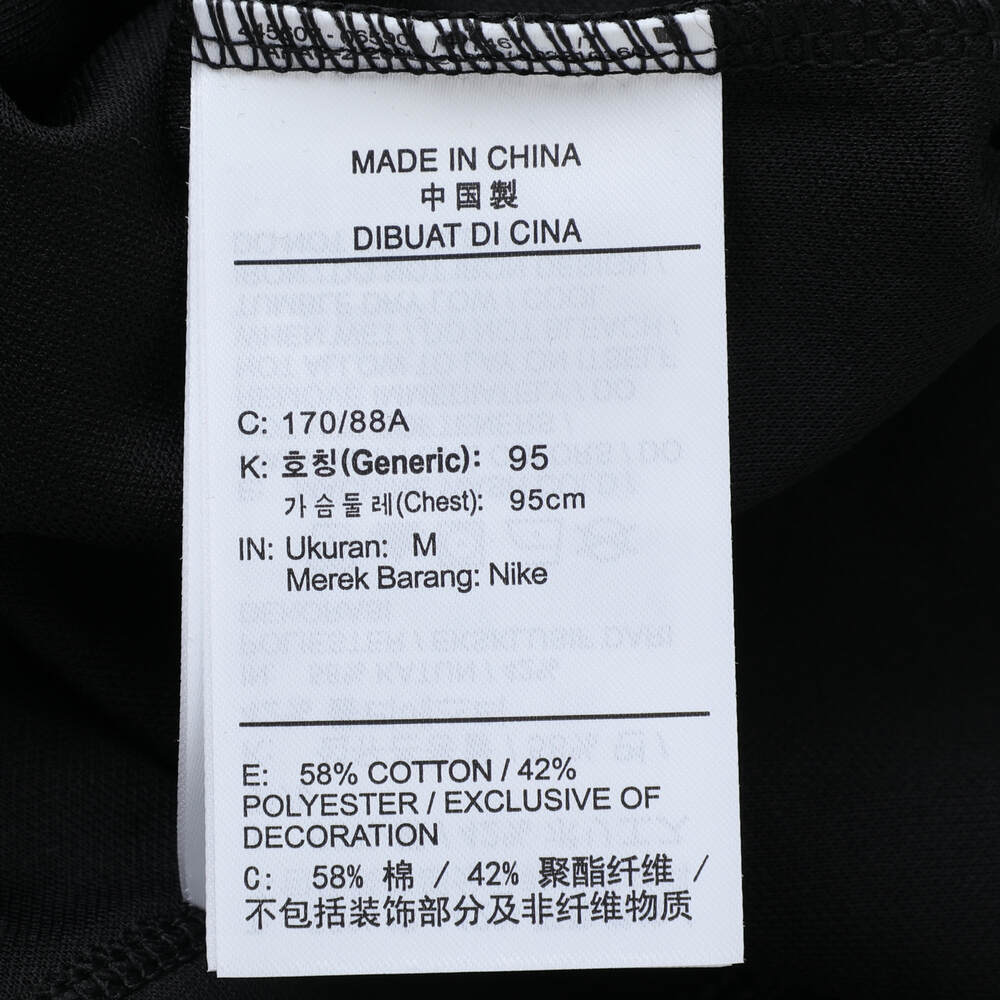 MADE IN CHINA
中国製
DIBUAT DI CINA
C: 170/88A
K: 호칭(Generic): 95
가슴둘레(Chest): 95cm
IN: Ukuran: M
Merek Barang: Nike
E: 58% COTTON / 42%
POLYESTER / EXCLUSIVE OF
DECORATION
C: 58% 棉 / 42% 聚酯纤维 /
不包括装饰部分及非纤维物质